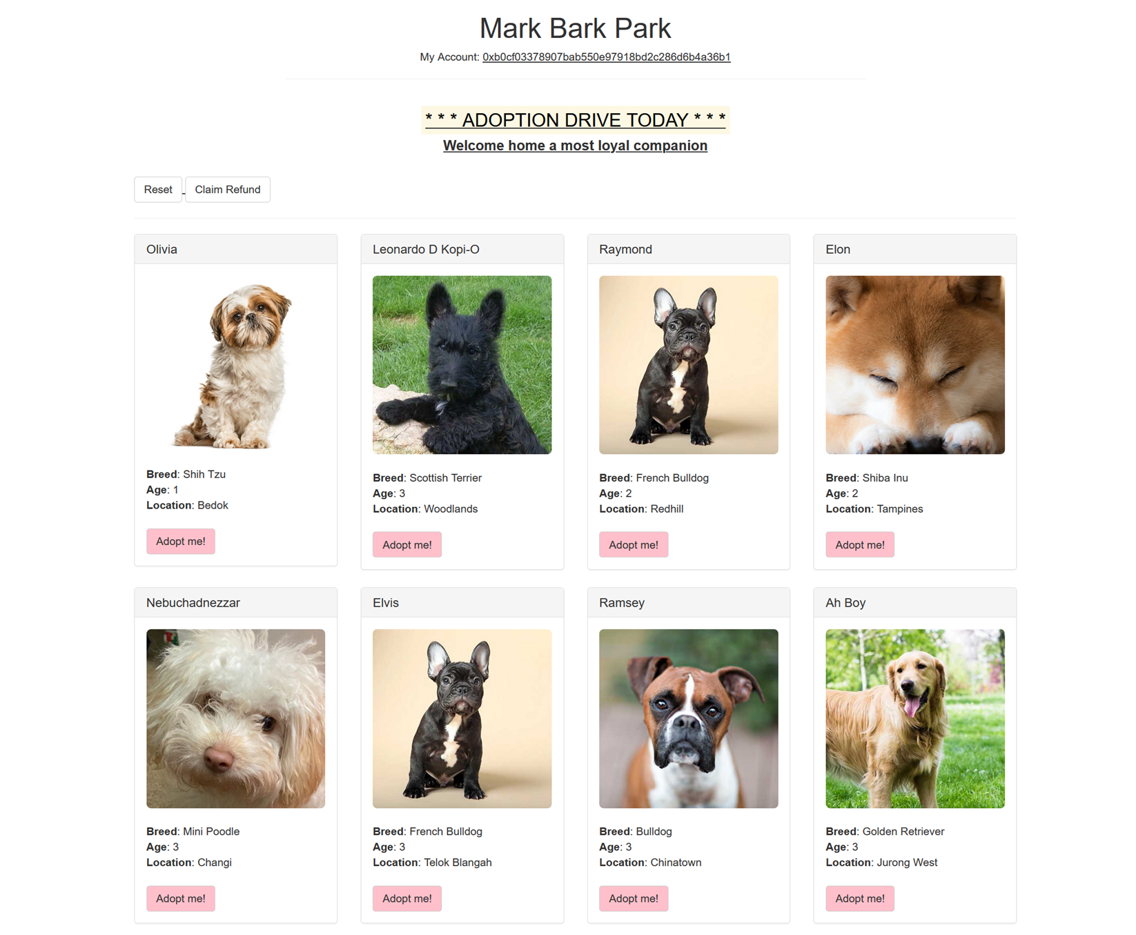 Mark Bark Park
My Account: 0xb0cf03378907bab550e97918bd2c286d6b4a36b1
* * * ADOPTION DRIVE TODAY * * *
Welcome home a most loyal companion
Reset Claim Refund
Olivia
Breed: Shih Tzu
Age: 1
Location: Bedok
Adopt me!
Leonardo D Kopi-O
Breed: Scottish Terrier
Age: 3
Location: Woodlands
Adopt me!
Raymond
Breed: French Bulldog
Age: 2
Location: Redhill
Adopt me!
Elon
Breed: Shiba Inu
Age: 2
Location: Tampines
Adopt me!
Nebuchadnezzar
Breed: Mini Poodle
Age: 3
Location: Changi
Adopt me!
Elvis
Breed: French Bulldog
Age: 3
Location: Telok Blangah
Adopt me!
Ramsey
Breed: Bulldog
Age: 3
Location: Chinatown
Adopt me!
Ah Boy
Breed: Golden Retriever
Age: 3
Location: Jurong West
Adopt me!